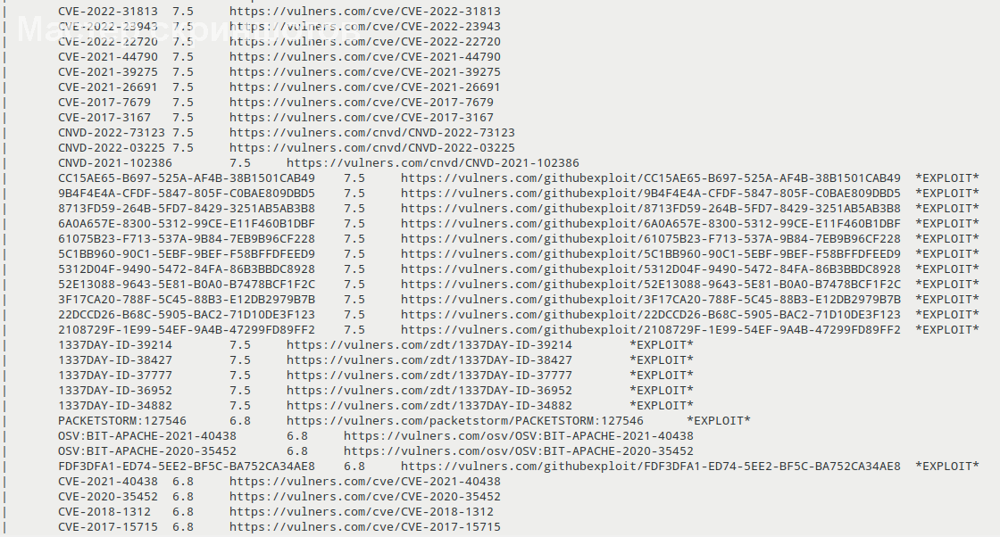 | CVE-2022-31813 7.5 https://vulners.com/cve/CVE-2022-31813
| CVE-2022-23943 7.5 https://vulners.com/cve/CVE-2022-23943
Мастер скриншотов
| CVE-2022-22720 7.5 https://vulners.com/cve/CVE-2022-22720
| CVE-2021-44790 7.5 https://vulners.com/cve/CVE-2021-44790
| CVE-2021-39275 7.5 https://vulners.com/cve/CVE-2021-39275
| CVE-2021-26691 7.5 https://vulners.com/cve/CVE-2021-26691
| CVE-2017-7679 7.5 https://vulners.com/cve/CVE-2017-7679
| CVE-2017-3167 7.5 https://vulners.com/cve/CVE-2017-3167
| CNVD-2022-73123 7.5 https://vulners.com/cnvd/CNVD-2022-73123
| CNVD-2022-03225 7.5 https://vulners.com/cnvd/CNVD-2022-03225
| CNVD-2021-102386 7.5 https://vulners.com/cnvd/CNVD-2021-102386
| CC15AE65-B697-525A-AF4B-38B1501CAB49 7.5 https://vulners.com/githubexploit/CC15AE65-B697-525A-AF4B-38B1501CAB49 *EXPLOIT*
| 9B4F4E4A-CFDF-5847-805F-C0BAE809DBD5 7.5 https://vulners.com/githubexploit/9B4F4E4A-CFDF-5847-805F-C0BAE809DBD5 *EXPLOIT*
| 8713FD59-264B-5FD7-8429-3251AB5AB3B8 7.5 https://vulners.com/githubexploit/8713FD59-264B-5FD7-8429-3251AB5AB3B8 *EXPLOIT*
| 6A0A657E-8300-5312-99CE-E11F460B1DBF 7.5 https://vulners.com/githubexploit/6A0A657E-8300-5312-99CE-E11F460B1DBF *EXPLOIT*
| 61075B23-F713-537A-9B84-7EB9B96CF228 7.5 https://vulners.com/githubexploit/61075B23-F713-537A-9B84-7EB9B96CF228 *EXPLOIT*
| 5C1BB960-90C1-5EBF-9BEF-F58BFFDFEED9 7.5 https://vulners.com/githubexploit/5C1BB960-90C1-5EBF-9BEF-F58BFFDFEED9 *EXPLOIT*
| 5312D04F-9490-5472-84FA-86B3BBDC8928 7.5 https://vulners.com/githubexploit/5312D04F-9490-5472-84FA-86B3BBDC8928 *EXPLOIT*
| 52E13088-9643-5E81-B0A0-B7478BCF1F2C 7.5 https://vulners.com/githubexploit/52E13088-9643-5E81-B0A0-B7478BCF1F2C *EXPLOIT*
| 3F17CA20-788F-5C45-88B3-E12DB2979B7B 7.5 https://vulners.com/githubexploit/3F17CA20-788F-5C45-88B3-E12DB2979B7B *EXPLOIT*
| 22DCCD26-B68C-5905-BAC2-71D10DE3F123 7.5 https://vulners.com/githubexploit/22DCCD26-B68C-5905-BAC2-71D10DE3F123 *EXPLOIT*
| 2108729F-1E99-54EF-9A4B-47299FD89FF2 7.5 https://vulners.com/githubexploit/2108729F-1E99-54EF-9A4B-47299FD89FF2 *EXPLOIT*
| 1337DAY-ID-39214 7.5 https://vulners.com/zdt/1337DAY-ID-39214 *EXPLOIT*
| 1337DAY-ID-38427 7.5 https://vulners.com/zdt/1337DAY-ID-38427 *EXPLOIT*
| 1337DAY-ID-37777 7.5 https://vulners.com/zdt/1337DAY-ID-37777 *EXPLOIT*
| 1337DAY-ID-36952 7.5 https://vulners.com/zdt/1337DAY-ID-36952 *EXPLOIT*
| 1337DAY-ID-34882 7.5 https://vulners.com/zdt/1337DAY-ID-34882 *EXPLOIT*
| PACKETSTORM:127546 6.8 https://vulners.com/packetstorm/PACKETSTORM:127546 *EXPLOIT*
| OSV:BIT-APACHE-2021-40438 6.8 https://vulners.com/osv/OSV:BIT-APACHE-2021-40438
| OSV:BIT-APACHE-2020-35452 6.8 https://vulners.com/osv/OSV:BIT-APACHE-2020-35452
| FDF3DFA1-ED74-5EE2-BF5C-BA752CA34AE8 6.8 https://vulners.com/githubexploit/FDF3DFA1-ED74-5EE2-BF5C-BA752CA34AE8 *EXPLOIT*
| CVE-2021-40438 6.8 https://vulners.com/cve/CVE-2021-40438
| CVE-2020-35452 6.8 https://vulners.com/cve/CVE-2020-35452
| CVE-2018-1312 6.8 https://vulners.com/cve/CVE-2018-1312
| CVE-2017-15715 6.8 https://vulners.com/cve/CVE-2017-15715